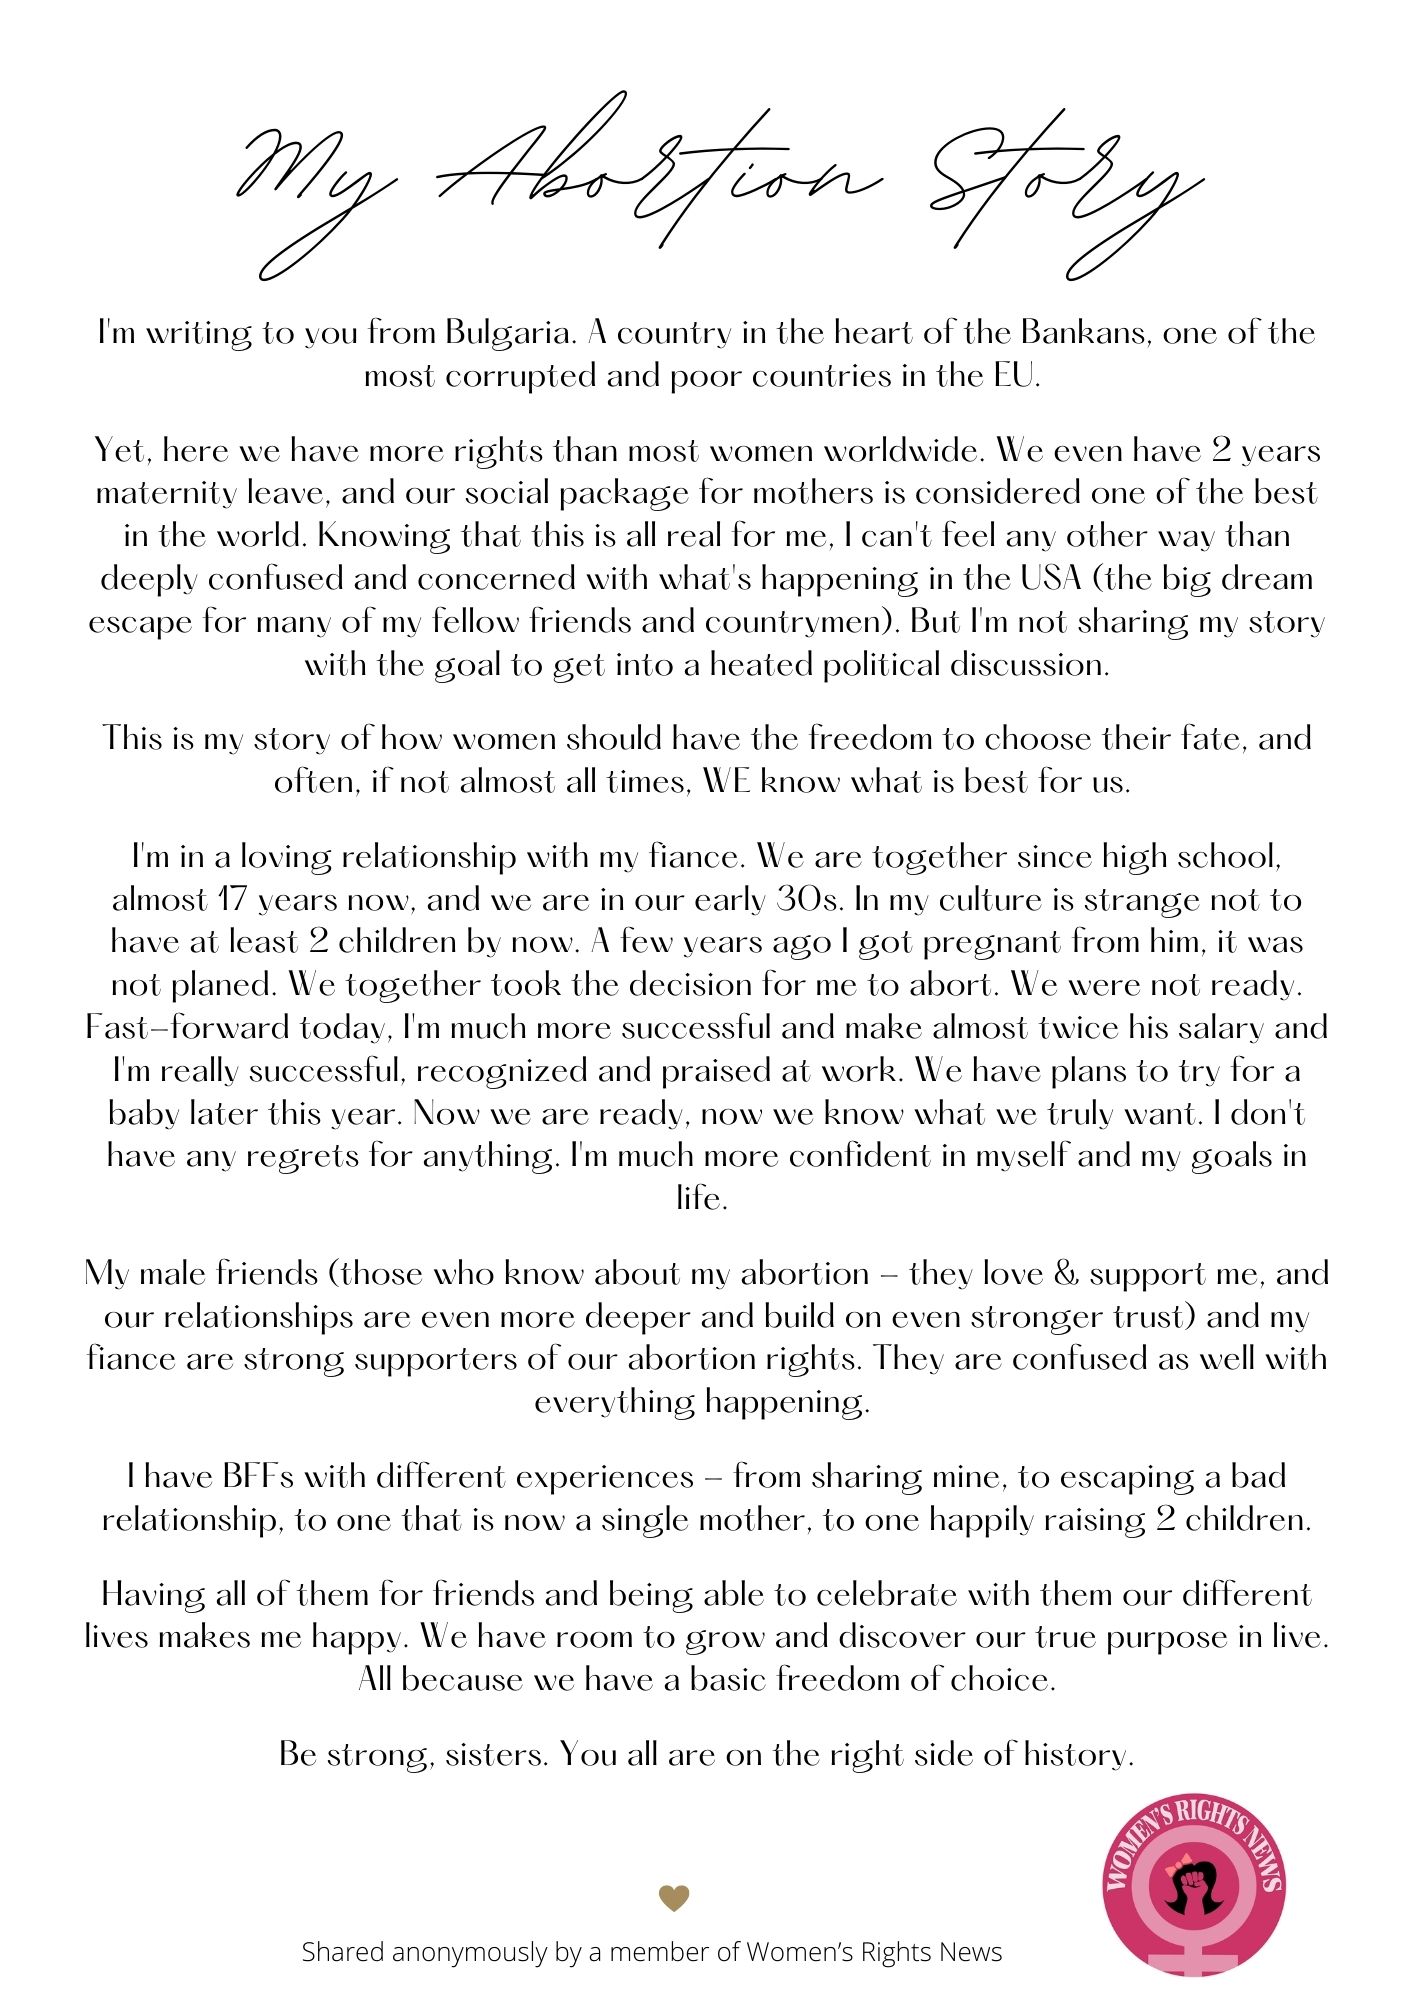 My Abortion Story
I'm writing to you from Bulgaria. A country in the heart of the Bankans, one of the
most corrupted and poor countries in the EU.
Yet, here we have more rights than most women worldwide. We even have 2 years
maternity leave, and our social package for mothers is considered one of the best
in the world. Knowing that this is all real for me, I can't feel any other way than
deeply confused and concerned with what's happening in the USA (the big dream
escape for many of my fellow friends and countrymen). But I'm not sharing my story
with the goal to get into a heated political discussion.
This is my story of how women should have the freedom to choose their fate, and
often, if not almost all times, WE know what is best for us.
I'm in a loving relationship with my fiance. We are together since high school,
almost 17 years now, and we are in our early 30s. In my culture is strange not to
have at least 2 children by now. A few years ago I got pregnant from him, it was
not planed. We together took the decision for me to abort. We were not ready.
Fast-forward today, I'm much more successful and make almost twice his salary and
I'm really successful, recognized and praised at work. We have plans to try for a
baby later this year. Now we are ready, now we know what we truly want. I don't
have any regrets for anything. I'm much more confident in myself and my goals in
life.
My male friends (those who know about my abortion - they love & support me, and
our relationships are even more deeper and build on even stronger trust) and my
fiance are strong supporters of our abortion rights. They are confused as well with
everything happening.
I have BFFs with different experiences - from sharing mine, to escaping a bad
relationship, to one that is now a single mother, to one happily raising 2 children.
Having all of them for friends and being able to celebrate with them our different
lives makes me happy. We have room to grow and discover our true purpose in live.
All because we have a basic freedom of choice.
Be strong, sisters. You all are on the right side of history.
WOMEN'S RIGHTS NEWS
Shared anonymously by a member of Women's Rights News